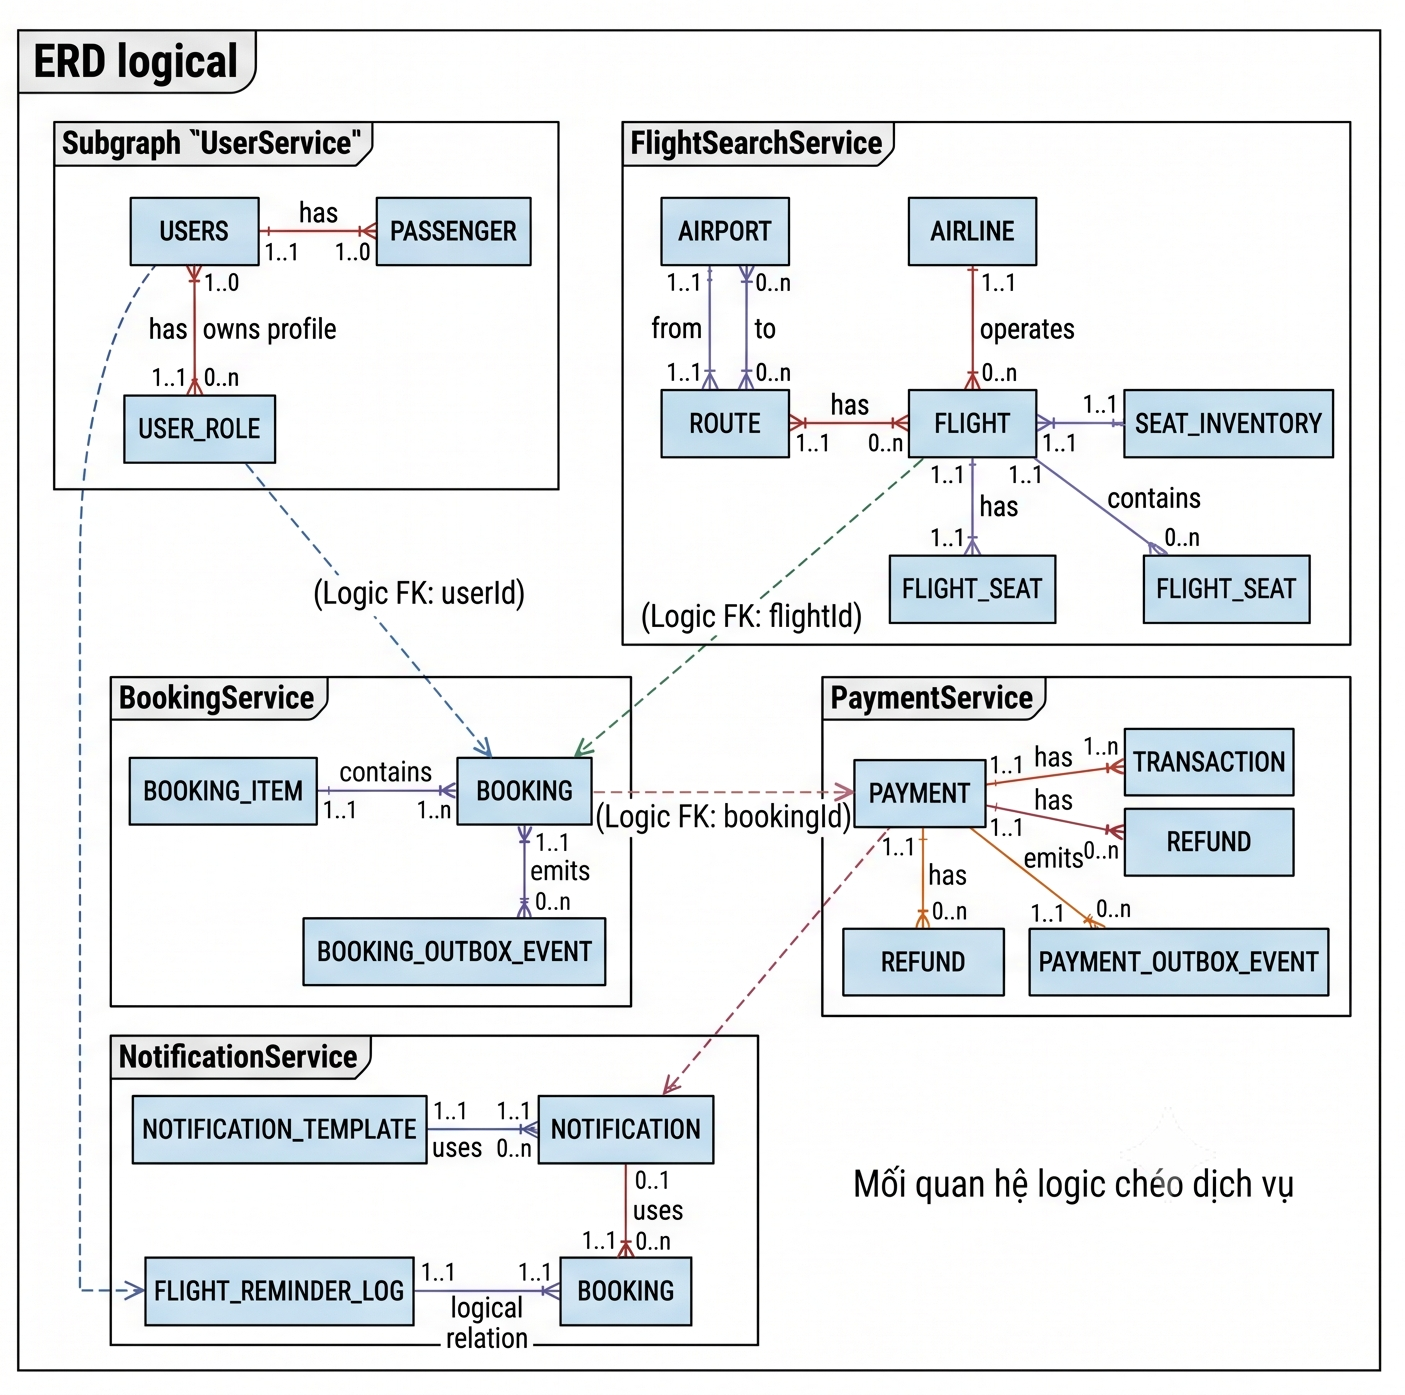 ERD logical
Subgraph "UserService"
USERS
has
1..1
1..0
PASSENGER
1..0
has
owns profile
1..1
0..n
USER_ROLE
(Logic FK: userId)
FlightSearchService
AIRPORT
AIRLINE
1..1
0..n
1..1
from
to
operates
1..1
0..n
0..n
ROUTE
has
1..1
0..n
FLIGHT
1..1
1..1
SEAT_INVENTORY
1..1
1..1
has
contains
1..1
0..n
FLIGHT_SEAT
FLIGHT_SEAT
(Logic FK: flightId)
BookingService
BOOKING_ITEM
contains
1..1
1..n
BOOKING
(Logic FK: bookingId)
1..1
emits
0..n
BOOKING_OUTBOX_EVENT
PaymentService
PAYMENT
1..1
has
1..n
TRANSACTION
has
1..1
0..n
REFUND
1..1
has
0..n
emits
1..1
0..n
REFUND
PAYMENT_OUTBOX_EVENT
NotificationService
NOTIFICATION_TEMPLATE
1..1
1..1
uses
0..n
NOTIFICATION
0..1
uses
1..1
0..n
FLIGHT_REMINDER_LOG
1..1
1..1
logical
relation
BOOKING
Mối quan hệ logic chéo dịch vụ